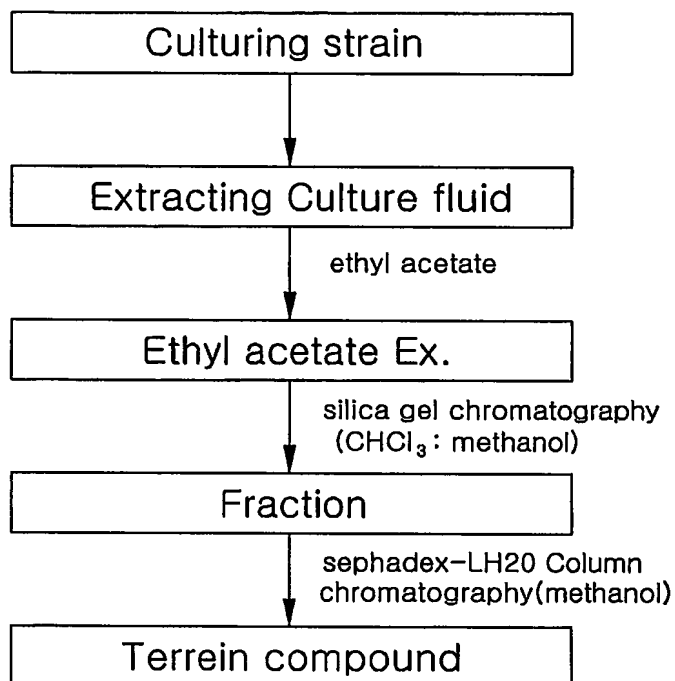 Culturing strain
Extracting Culture fluid
ethyl acetate
Ethyl acetate Ex.
silica gel chromatography
(CHCl₃ : methanol)
Fraction
sephadex-LH20 Column
chromatography(methanol)
Terrein compound